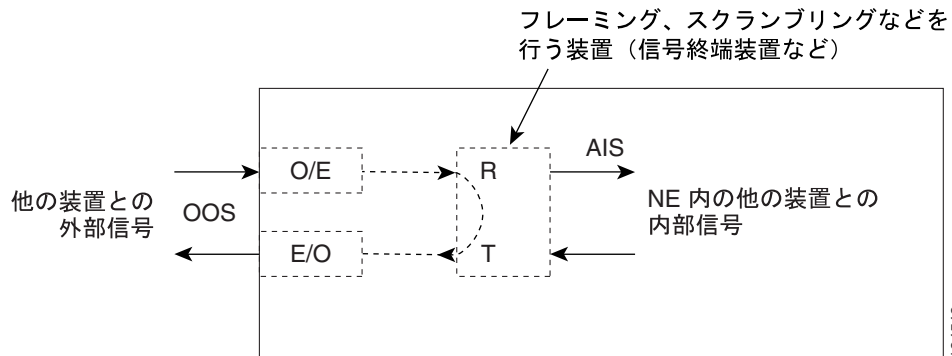 フレーミング、スクランブリングなどを
行う装置（信号終端装置など）
O/E
R
AIS
他の装置との
外部信号
OOS
NE 内の他の装置との
内部信号
E/O
T